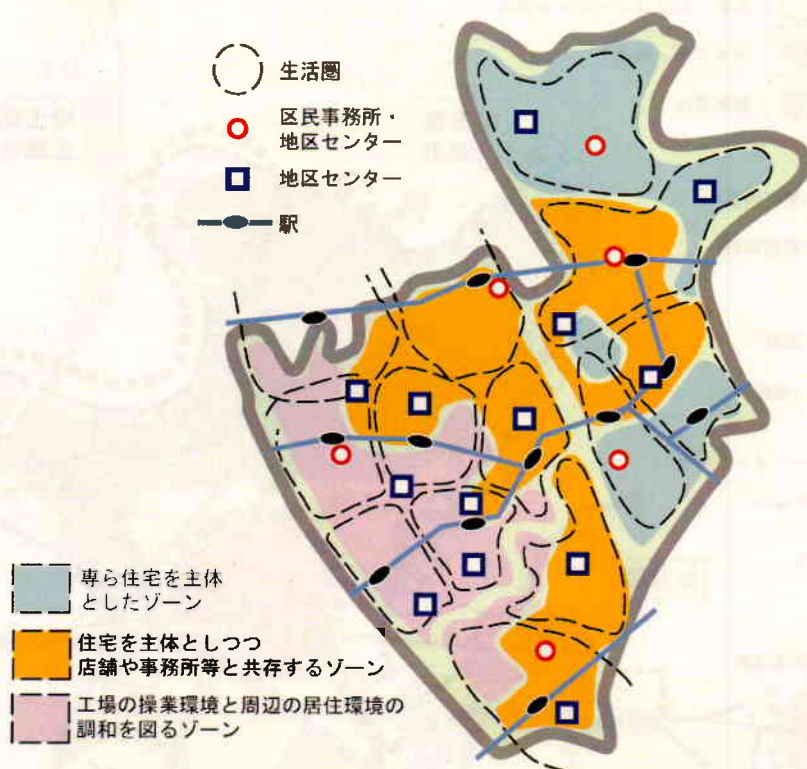 生活圏
区民事務所・
地区センター
地区センター
駅
専ら住宅を主体
としたゾーン
住宅を主体としつつ
店舗や事務所等と共存するゾーン
工場の操業環境と周辺の居住環境の
調和を図るゾーン